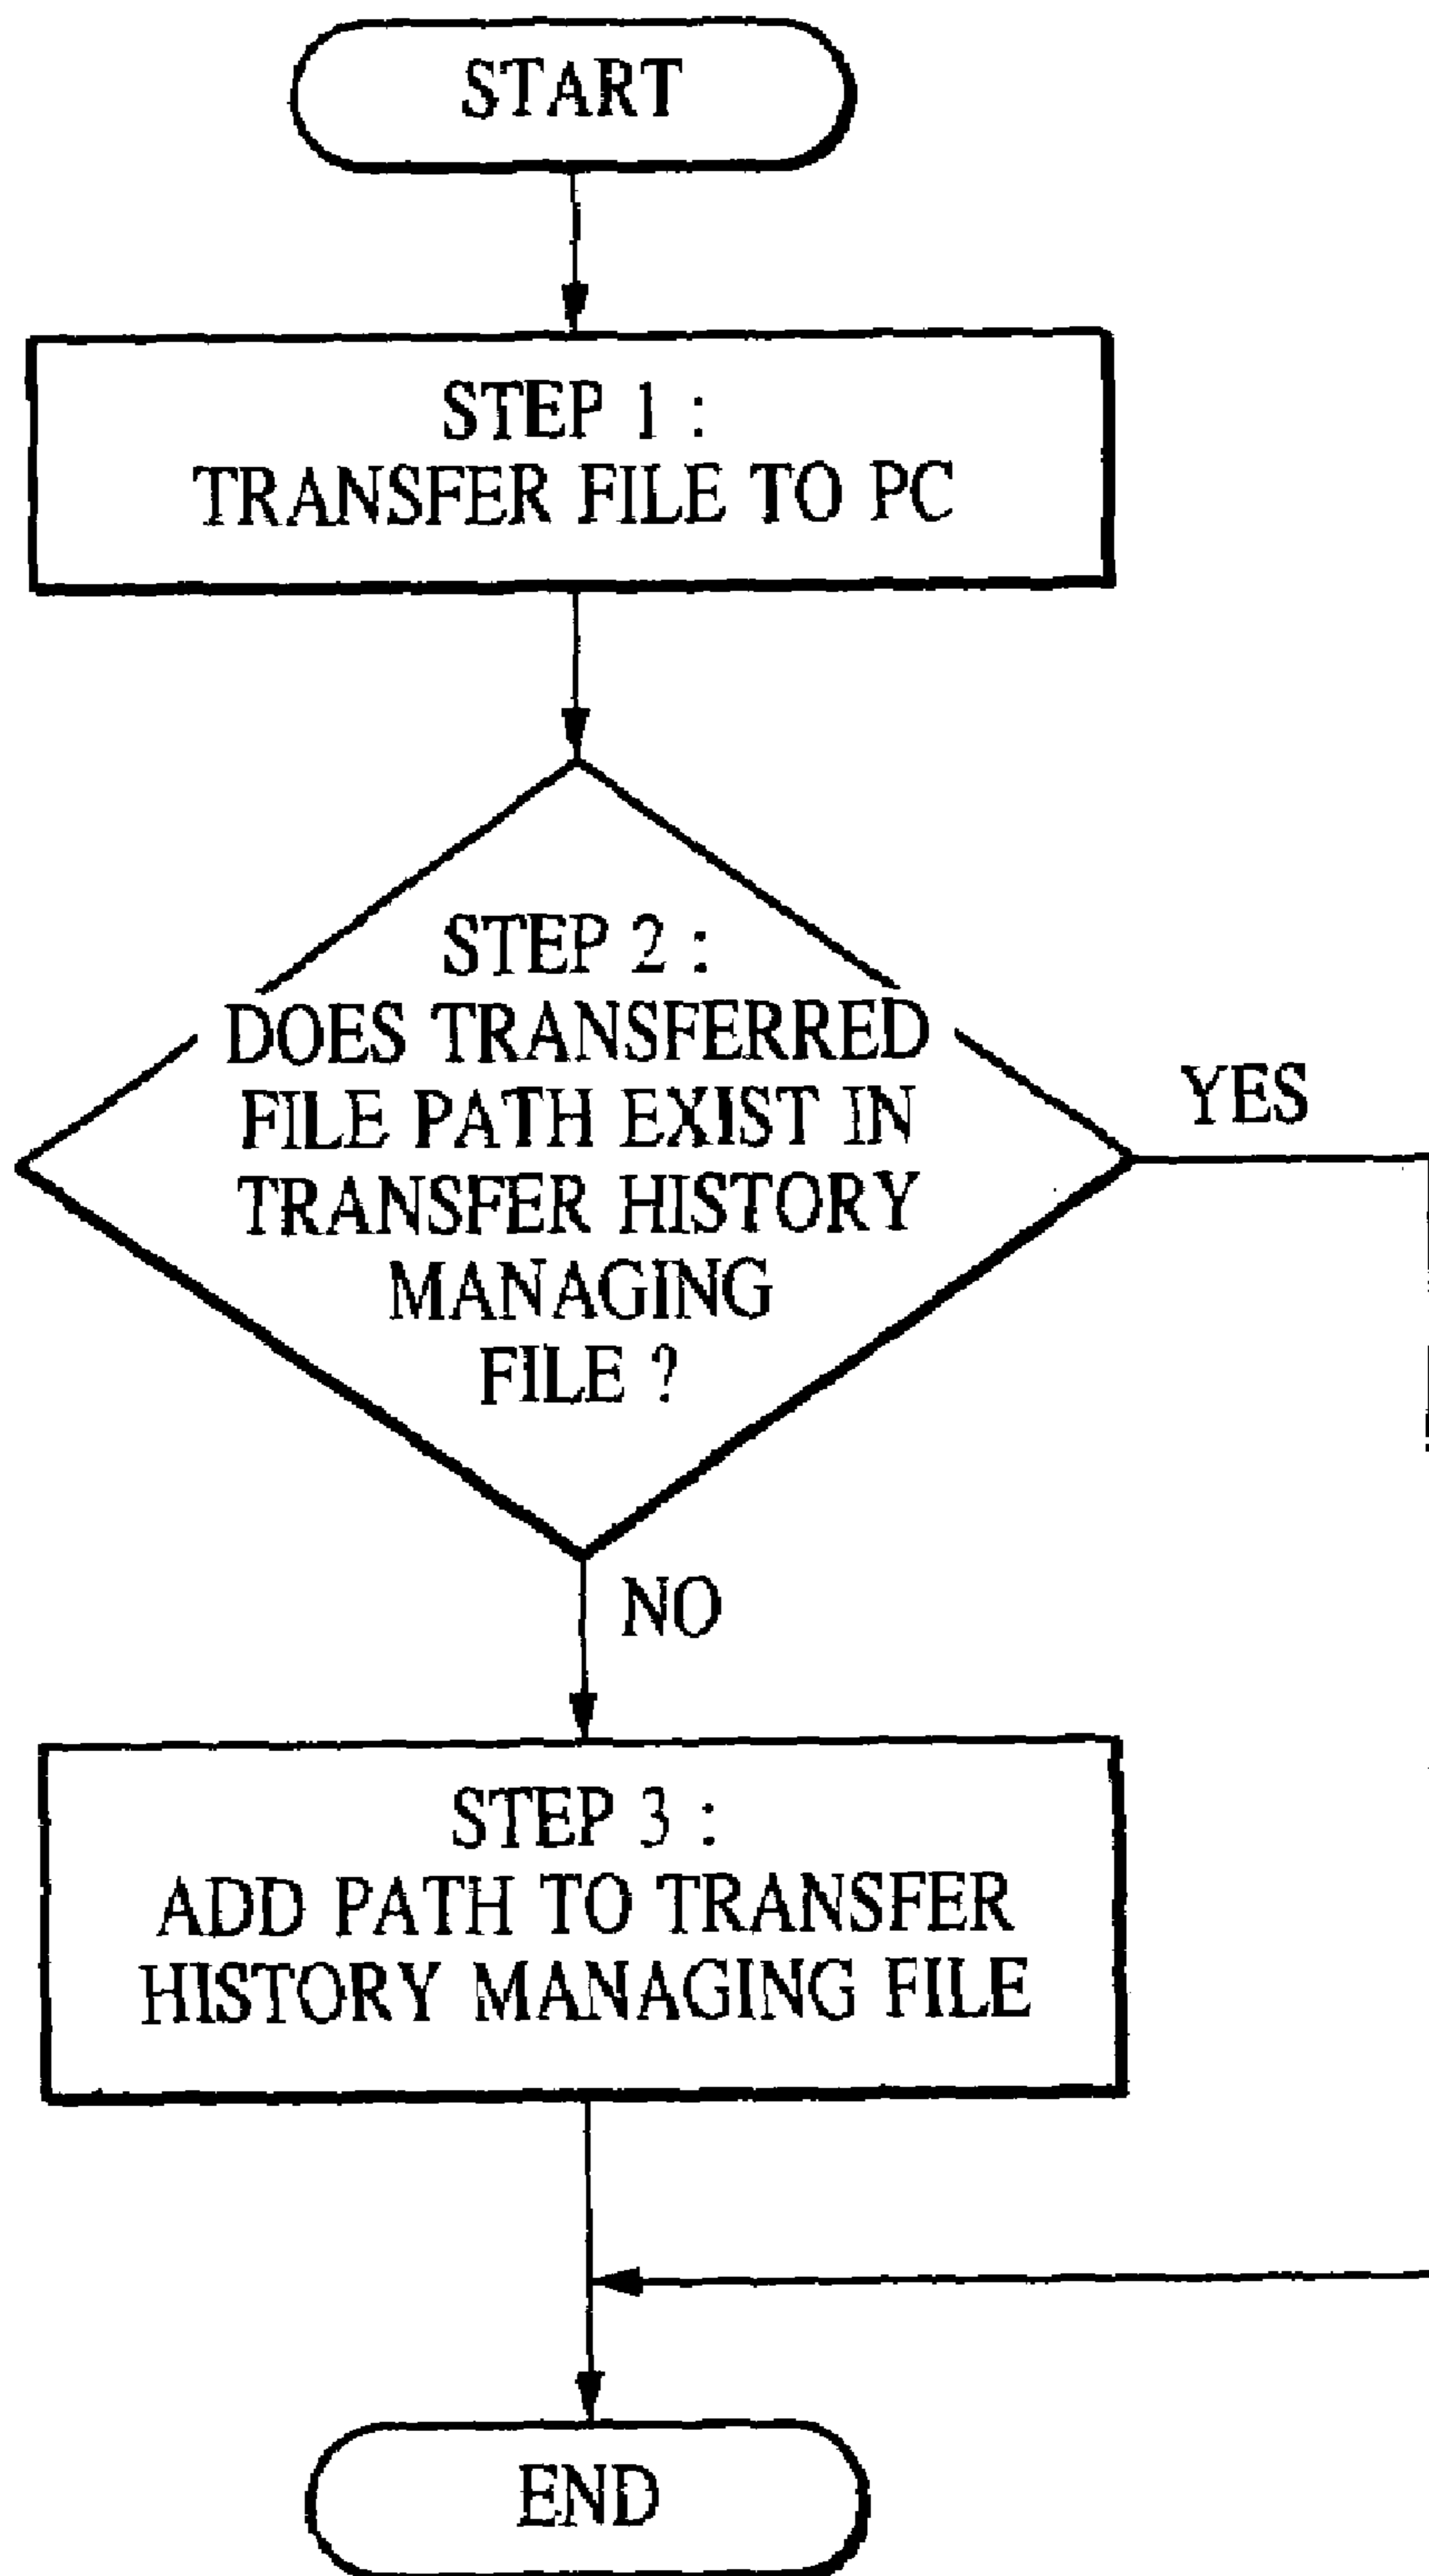 START
STEP 1 :
TRANSFER FILE TO PC
STEP 2 :
DOES TRANSFERRED
FILE PATH EXIST IN
TRANSFER HISTORY
MANAGING
FILE ?
YES
NO
STEP 3 :
ADD PATH TO TRANSFER
HISTORY MANAGING FILE
END